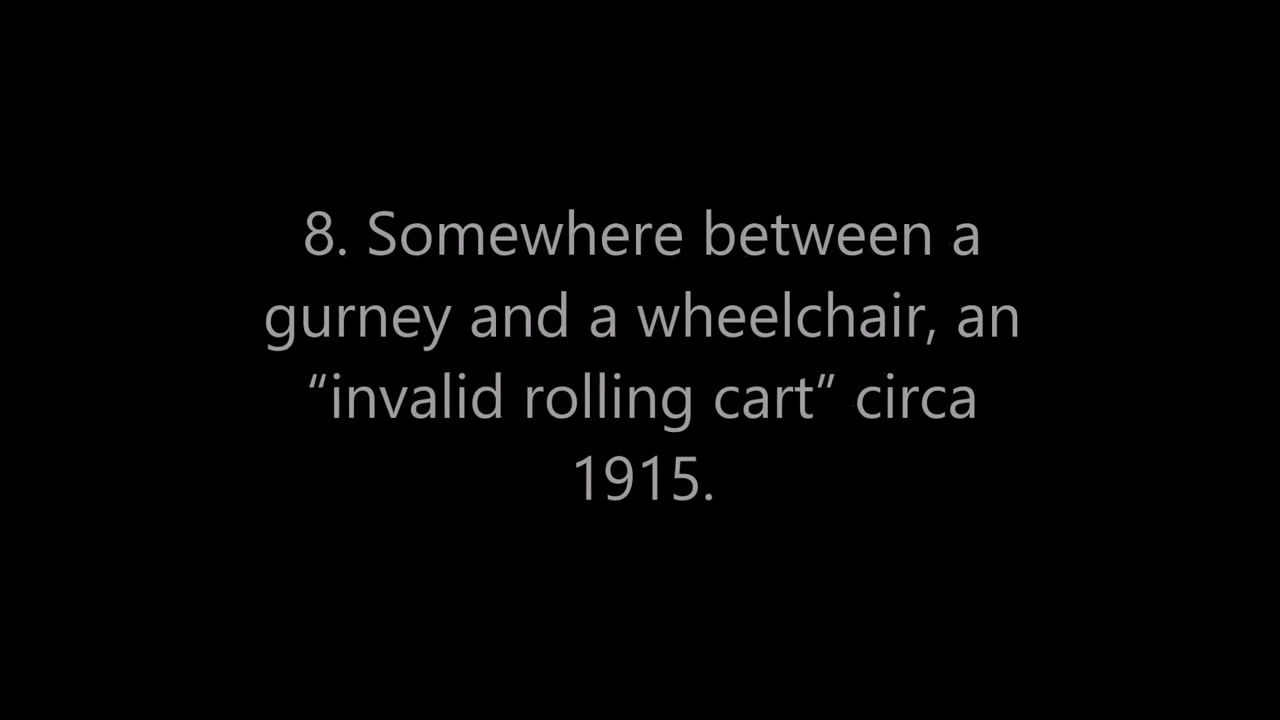 8. Somewhere between a
gurney and a wheelchair, an
“invalid rolling cart” circa
1915.